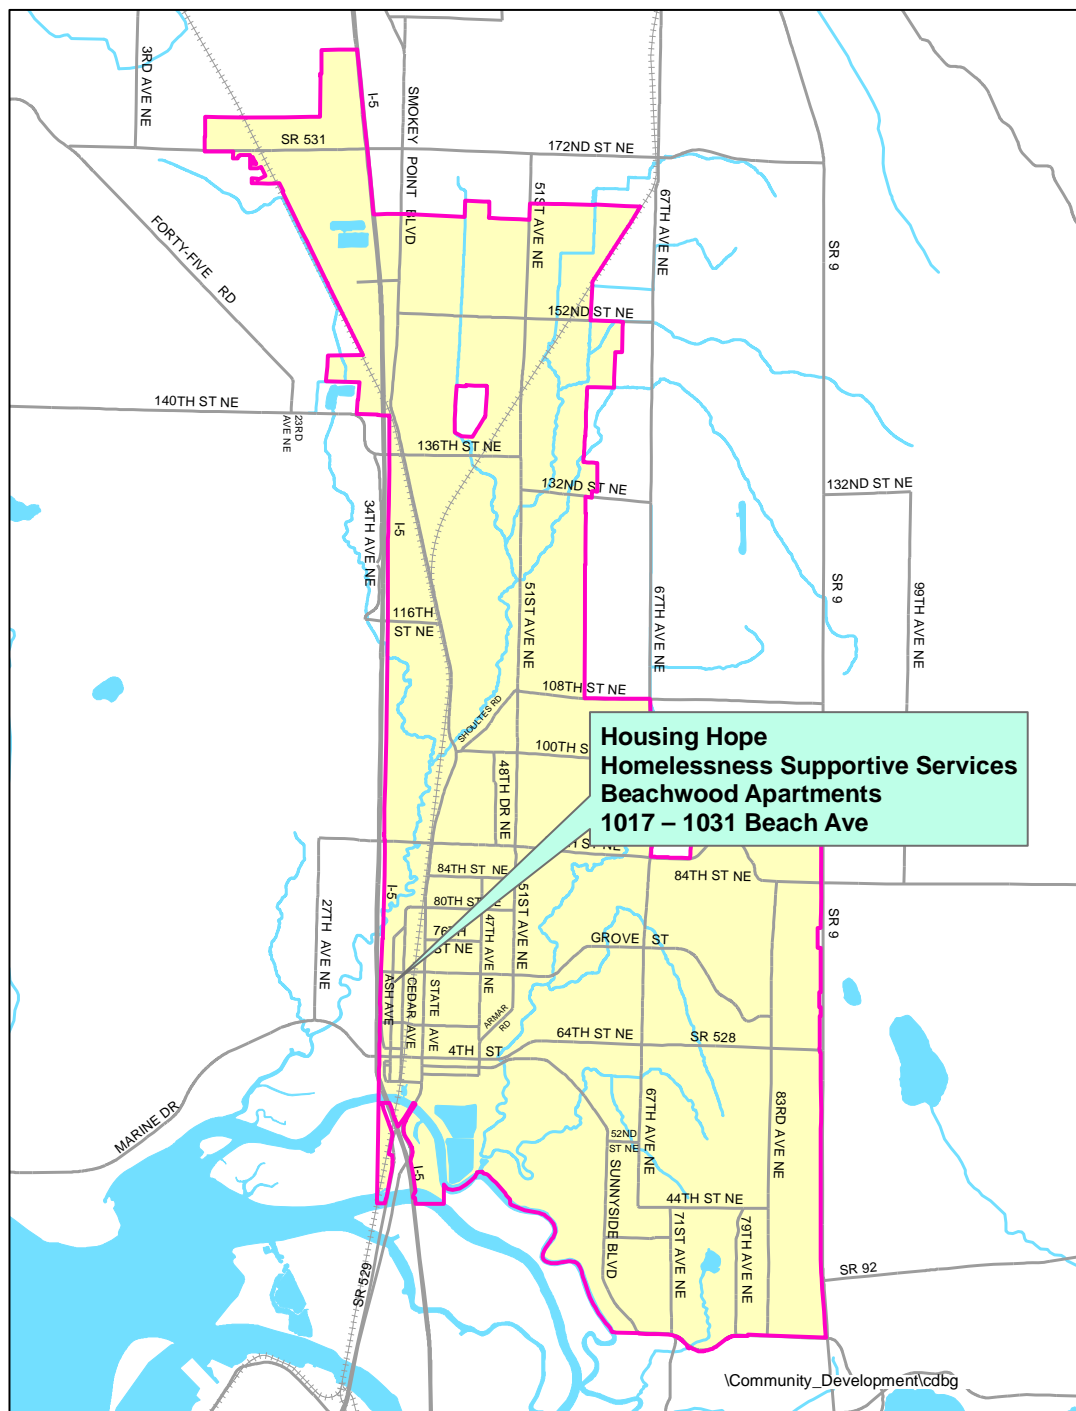 3RD AVE NE
I-5
SMOKEY POINT BLVD
SR 531
172ND ST NE
51ST AVE NE
67TH AVE NE
SR 9
FORTY-FIVE RD
152ND ST NE
140TH ST NE
23RD
AVE NE
136TH ST NE
132ND ST NE
132ND ST NE
34TH AVE NE
I-5
SR 9
116TH
ST NE
51ST AVE NE
67TH AVE NE
99TH AVE NE
108TH ST NE
SHOULTES RD
100TH S
Housing Hope
Homelessness Supportive Services
Beachwood Apartments
1017 – 1031 Beach Ave
48TH DR NE
ST NE
84TH ST NE
84TH ST NE
I-5
80TH ST NE
47TH AVE NE
51ST AVE NE
27TH AVE NE
76TH
ST NE
SR 9
GROVE ST
ASH AVE
CEDAR AVE
STATE AVE
ARMAR
RD
64TH ST NE
SR 528
4TH ST
MARINE DR
67TH AVE NE
83RD AVE NE
52ND
ST NE
I-5
SUNNYSIDE BLVD
44TH ST NE
71ST AVE NE
79TH AVE NE
SR 529
SR 92
\Community_Development\cdbg